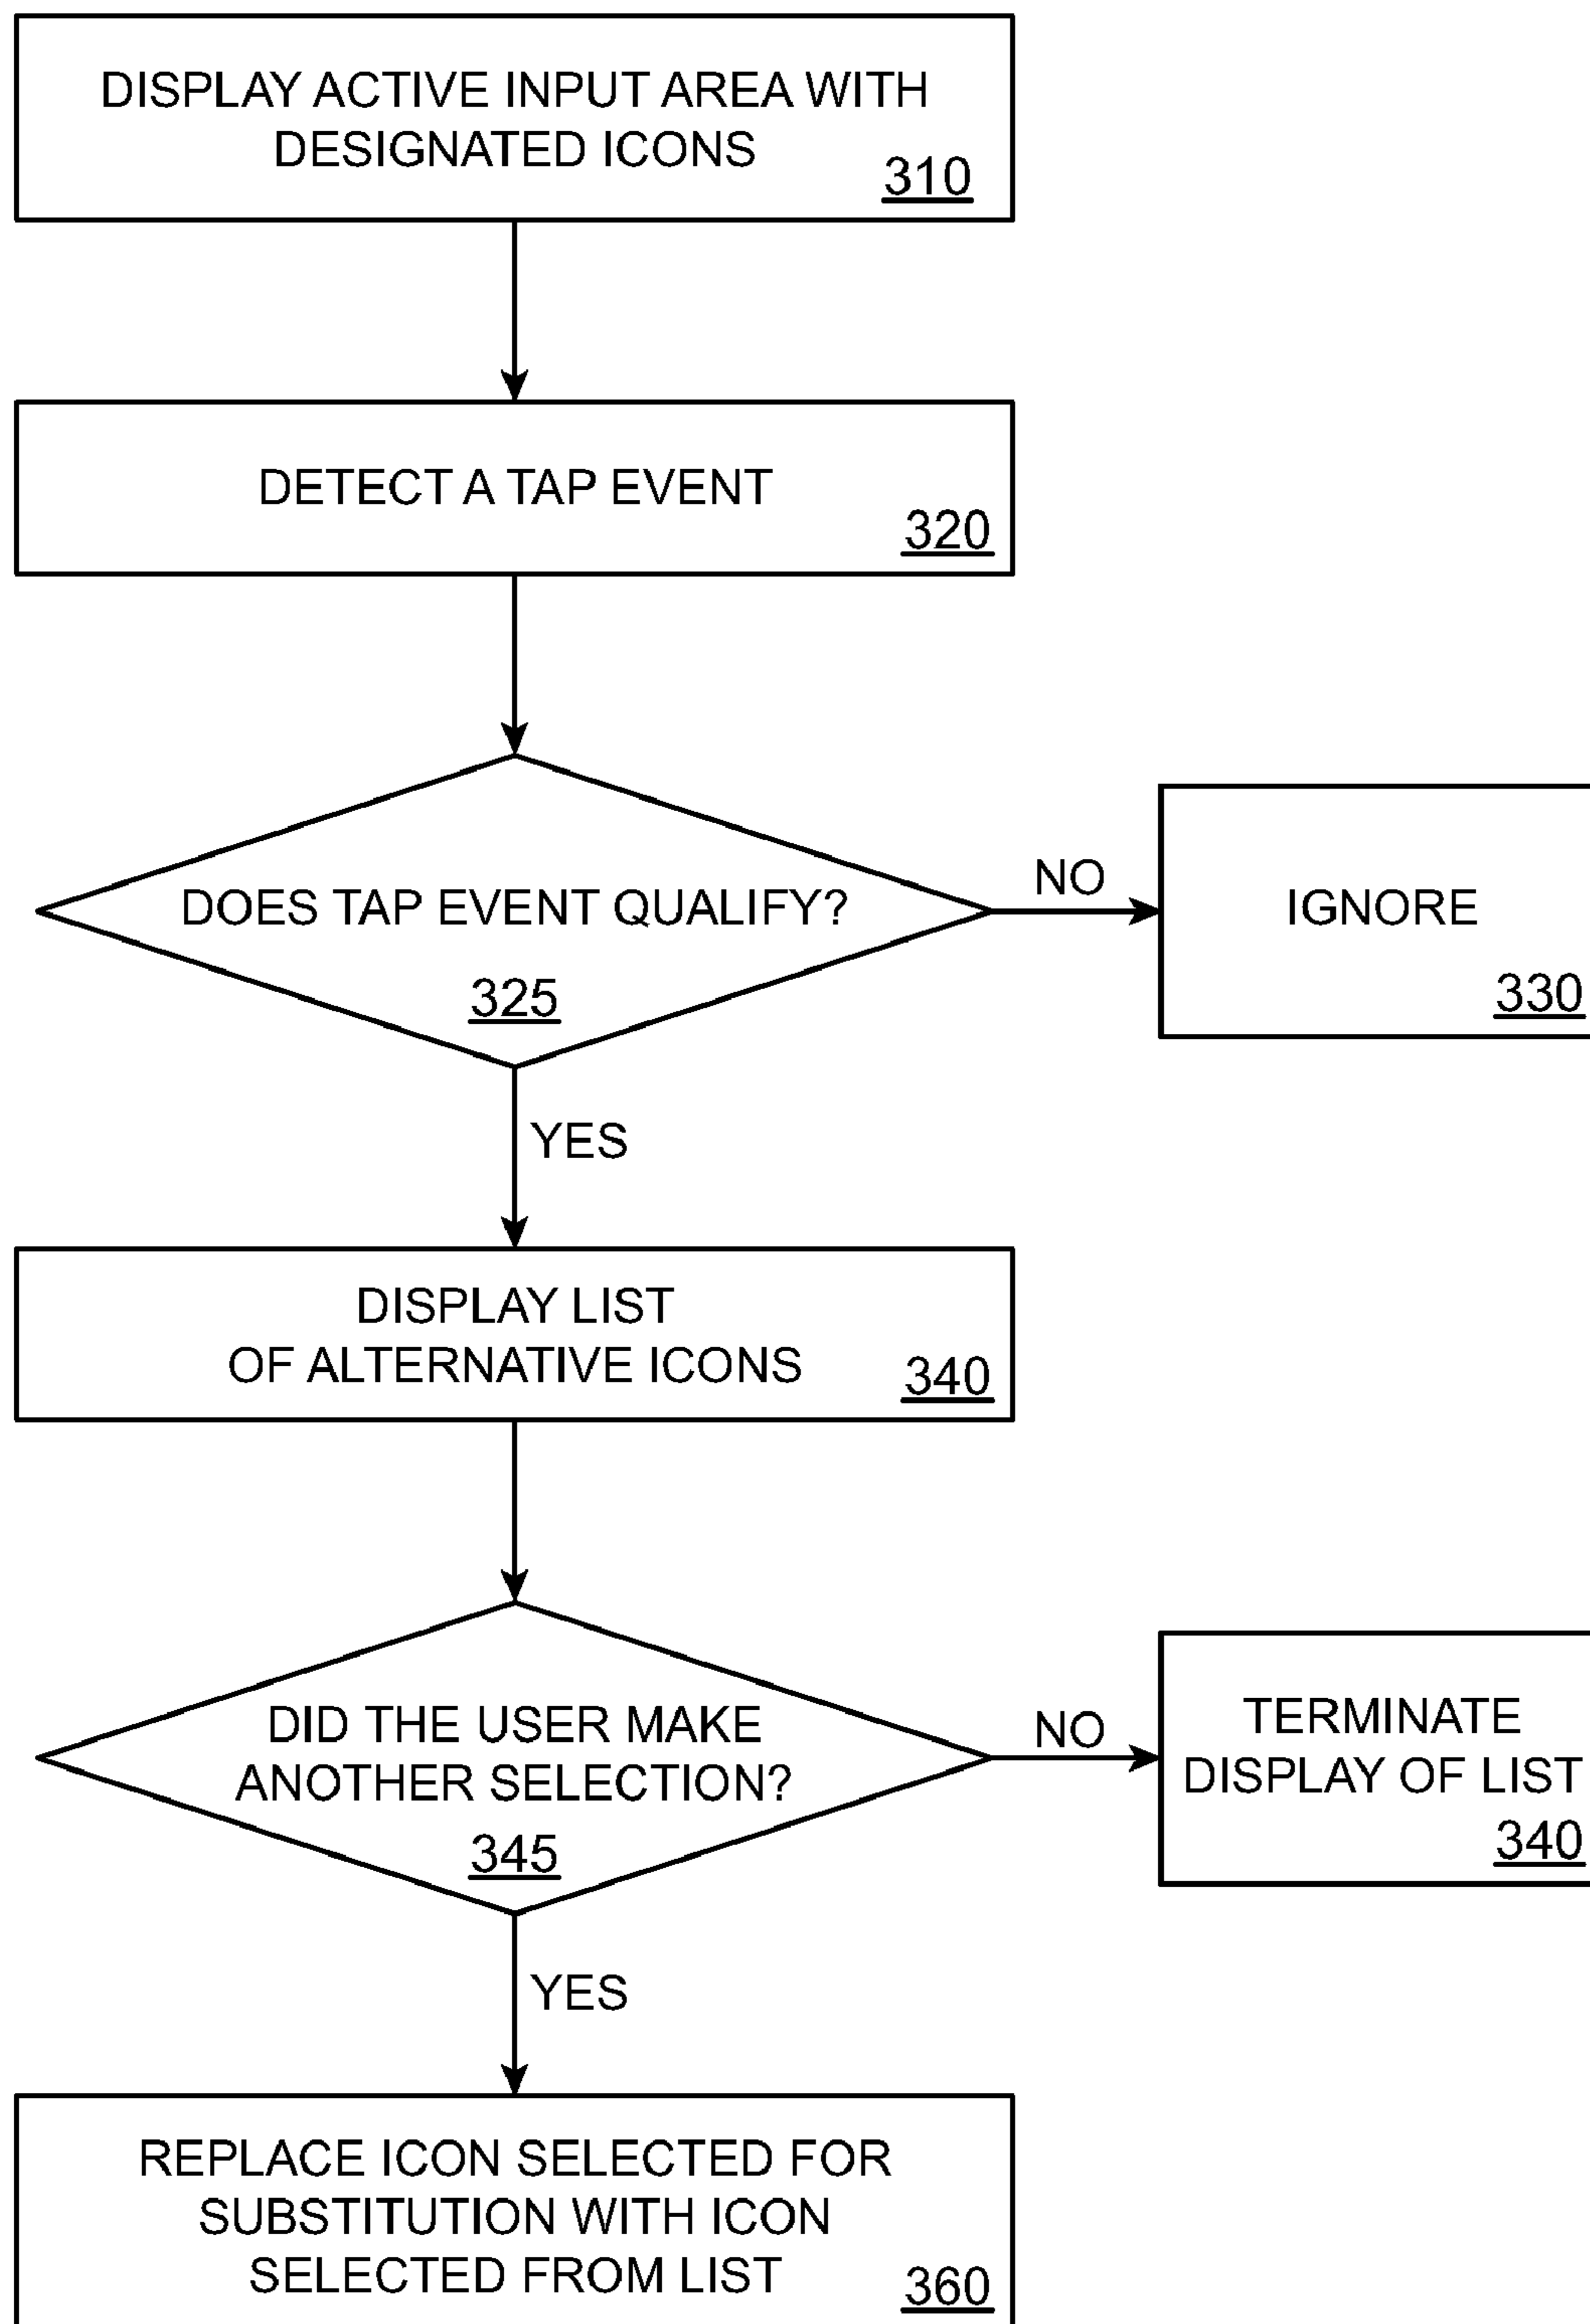 DISPLAY ACTIVE INPUT AREA WITH
DESIGNATED ICONS
310
DETECT A TAP EVENT
320
DOES TAP EVENT QUALIFY?
325
NO
IGNORE
330
YES
DISPLAY LIST
OF ALTERNATIVE ICONS
340
DID THE USER MAKE
ANOTHER SELECTION?
345
NO
TERMINATE
DISPLAY OF LIST
340
YES
REPLACE ICON SELECTED FOR
SUBSTITUTION WITH ICON
SELECTED FROM LIST
360